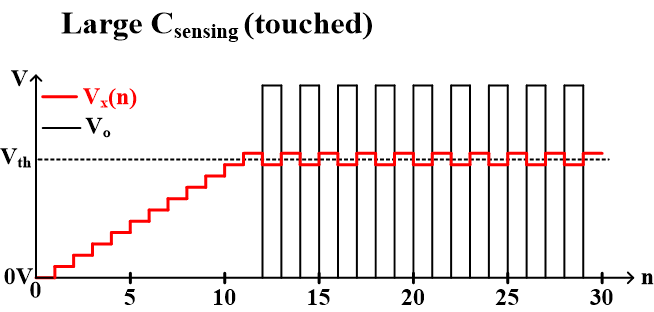 Large Csensing (touched)
V
Vx(n)
Vo
Vth
0V
0 5 10 15 20 25 30 n